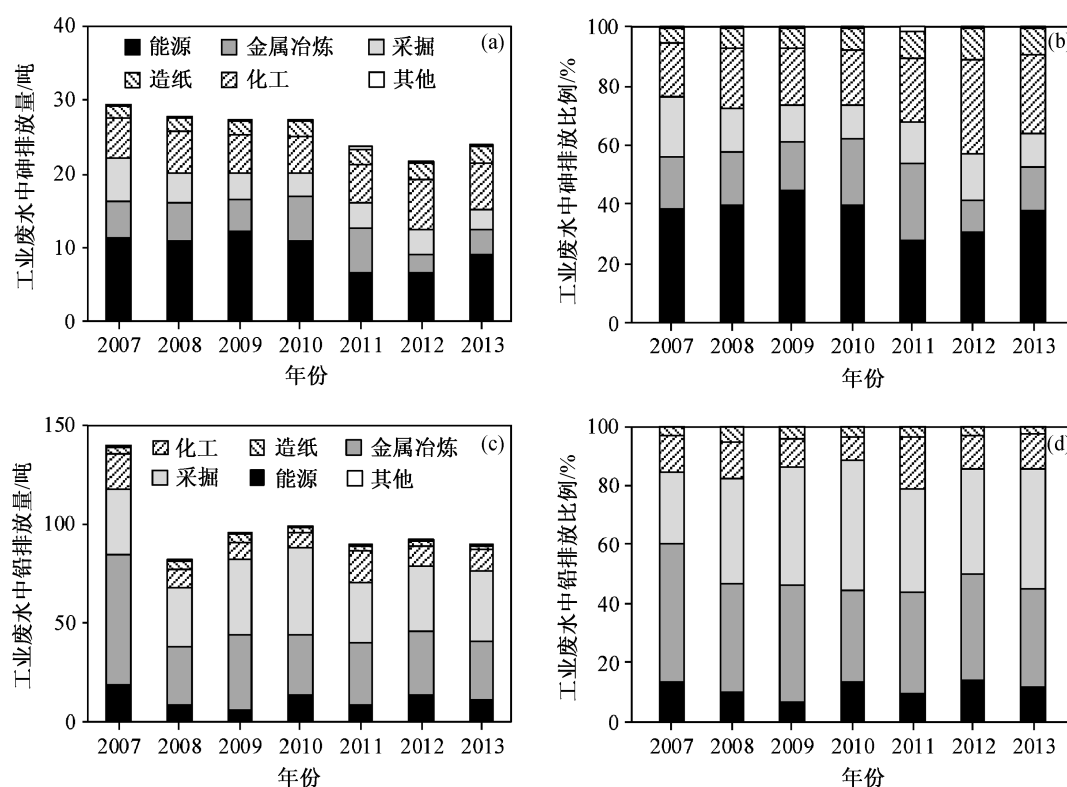 工业废水中砷排放量/吨
40
30
20
10
0
(a)
能源 金属冶炼 采掘
造纸 化工 其他
2007 2008 2009 2010 2011 2012 2013
年份
工业废水中砷排放比例/%
100
80
60
40
20
0
(b)
2007 2008 2009 2010 2011 2012 2013
年份
工业废水中铅排放量/吨
150
100
50
0
(c)
化工 造纸 金属冶炼
采掘 能源 其他
2007 2008 2009 2010 2011 2012 2013
年份
工业废水中铅排放比例/%
100
80
60
40
20
0
(d)
2007 2008 2009 2010 2011 2012 2013
年份